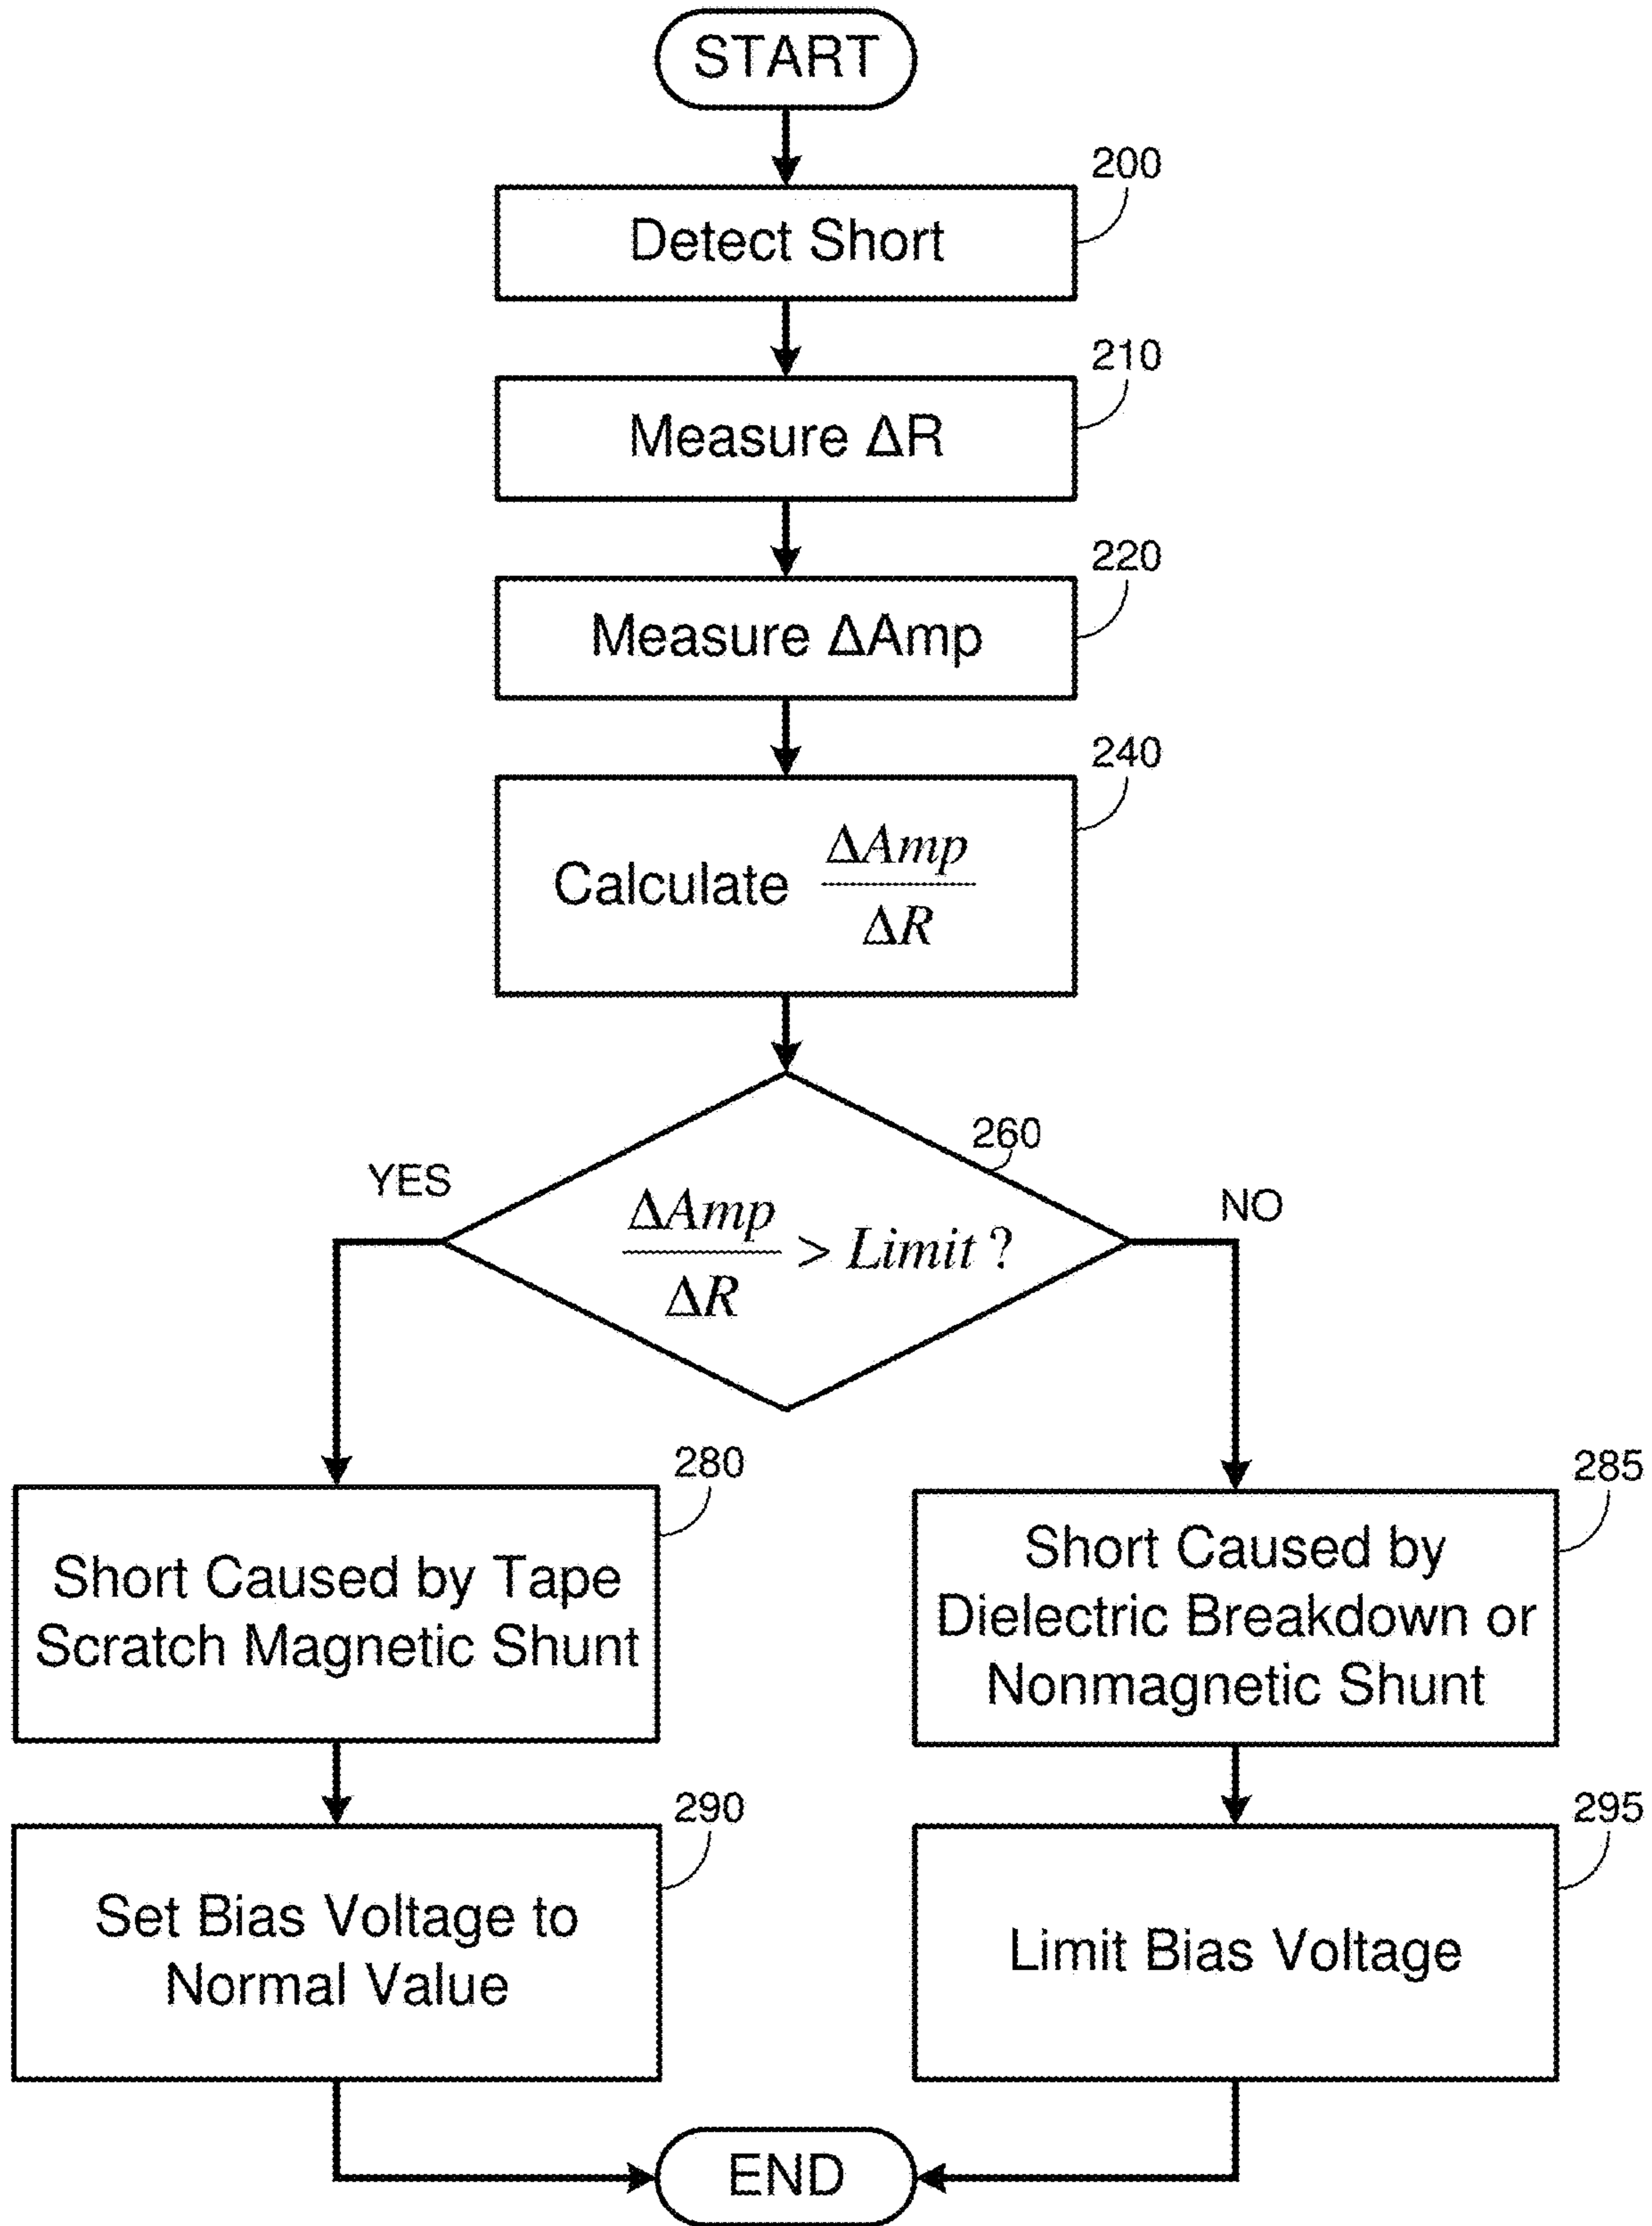 START
200
Detect Short
210
Measure ΔR
220
Measure ΔAmp
240
Calculate ΔAmp
ΔR
260
YES
NO
ΔAmp
> Limit ?
ΔR
280
Short Caused by Tape
Scratch Magnetic Shunt
285
Short Caused by
Dielectric Breakdown or
Nonmagnetic Shunt
290
Set Bias Voltage to
Normal Value
295
Limit Bias Voltage
END